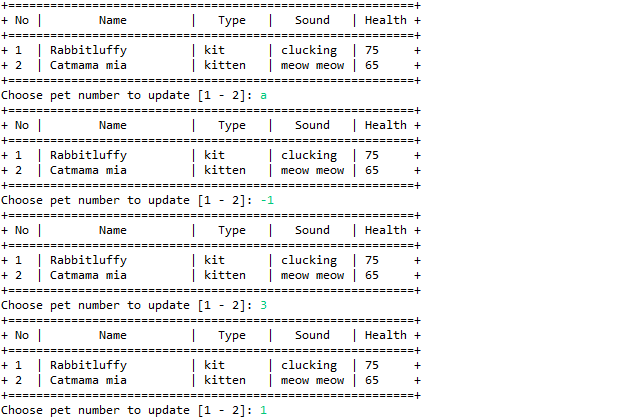 +==========================================================+
+ No |        Name         |   Type   |   Sound   | Health +
+==========================================================+
+ 1  | Rabbitluffy         | kit      | clucking  | 75     +
+ 2  | Catmama mia         | kitten   | meow meow | 65     +
+==========================================================+
Choose pet number to update [1 - 2]: a
+==========================================================+
+ No |        Name         |   Type   |   Sound   | Health +
+==========================================================+
+ 1  | Rabbitluffy         | kit      | clucking  | 75     +
+ 2  | Catmama mia         | kitten   | meow meow | 65     +
+==========================================================+
Choose pet number to update [1 - 2]: -1
+==========================================================+
+ No |        Name         |   Type   |   Sound   | Health +
+==========================================================+
+ 1  | Rabbitluffy         | kit      | clucking  | 75     +
+ 2  | Catmama mia         | kitten   | meow meow | 65     +
+==========================================================+
Choose pet number to update [1 - 2]: 3
+==========================================================+
+ No |        Name         |   Type   |   Sound   | Health +
+==========================================================+
+ 1  | Rabbitluffy         | kit      | clucking  | 75     +
+ 2  | Catmama mia         | kitten   | meow meow | 65     +
+==========================================================+
Choose pet number to update [1 - 2]: 1